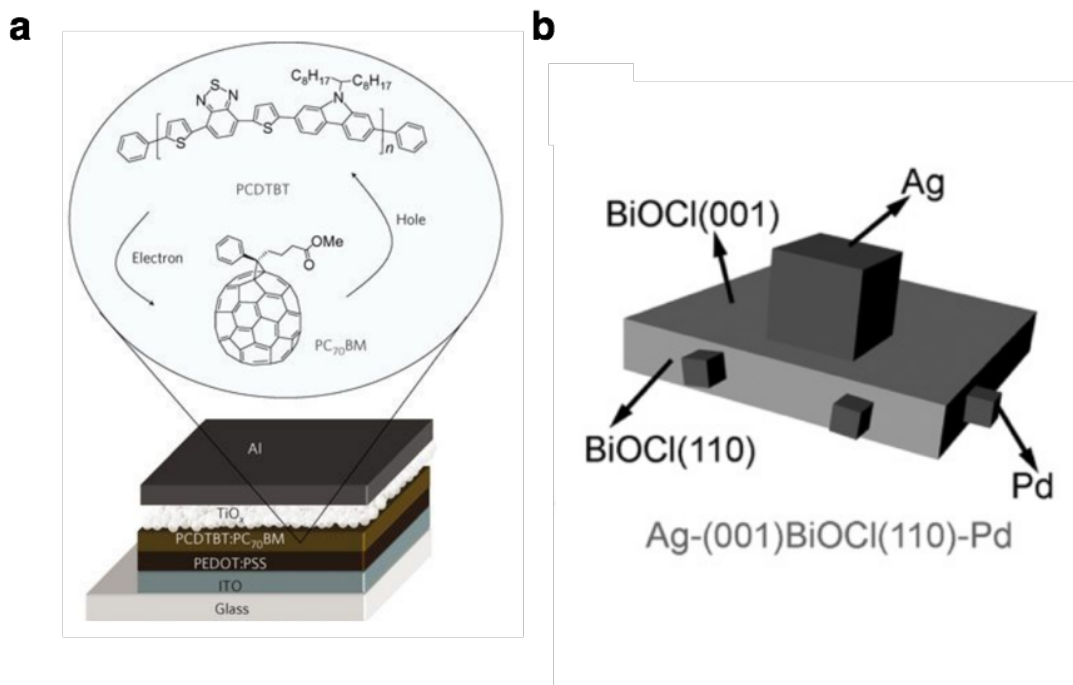 a
b
C₈H₁₇ C₈H₁₇
S
N N
N
S
S
n
PCDTBT
Hole
Electron
OMe
O
PC₇₀BM
Al
TiOₓ
PCDTBT:PC₇₀BM
PEDOT:PSS
ITO
Glass
Ag
BiOCl(001)
BiOCl(110)
Pd
Ag-(001)BiOCl(110)-Pd